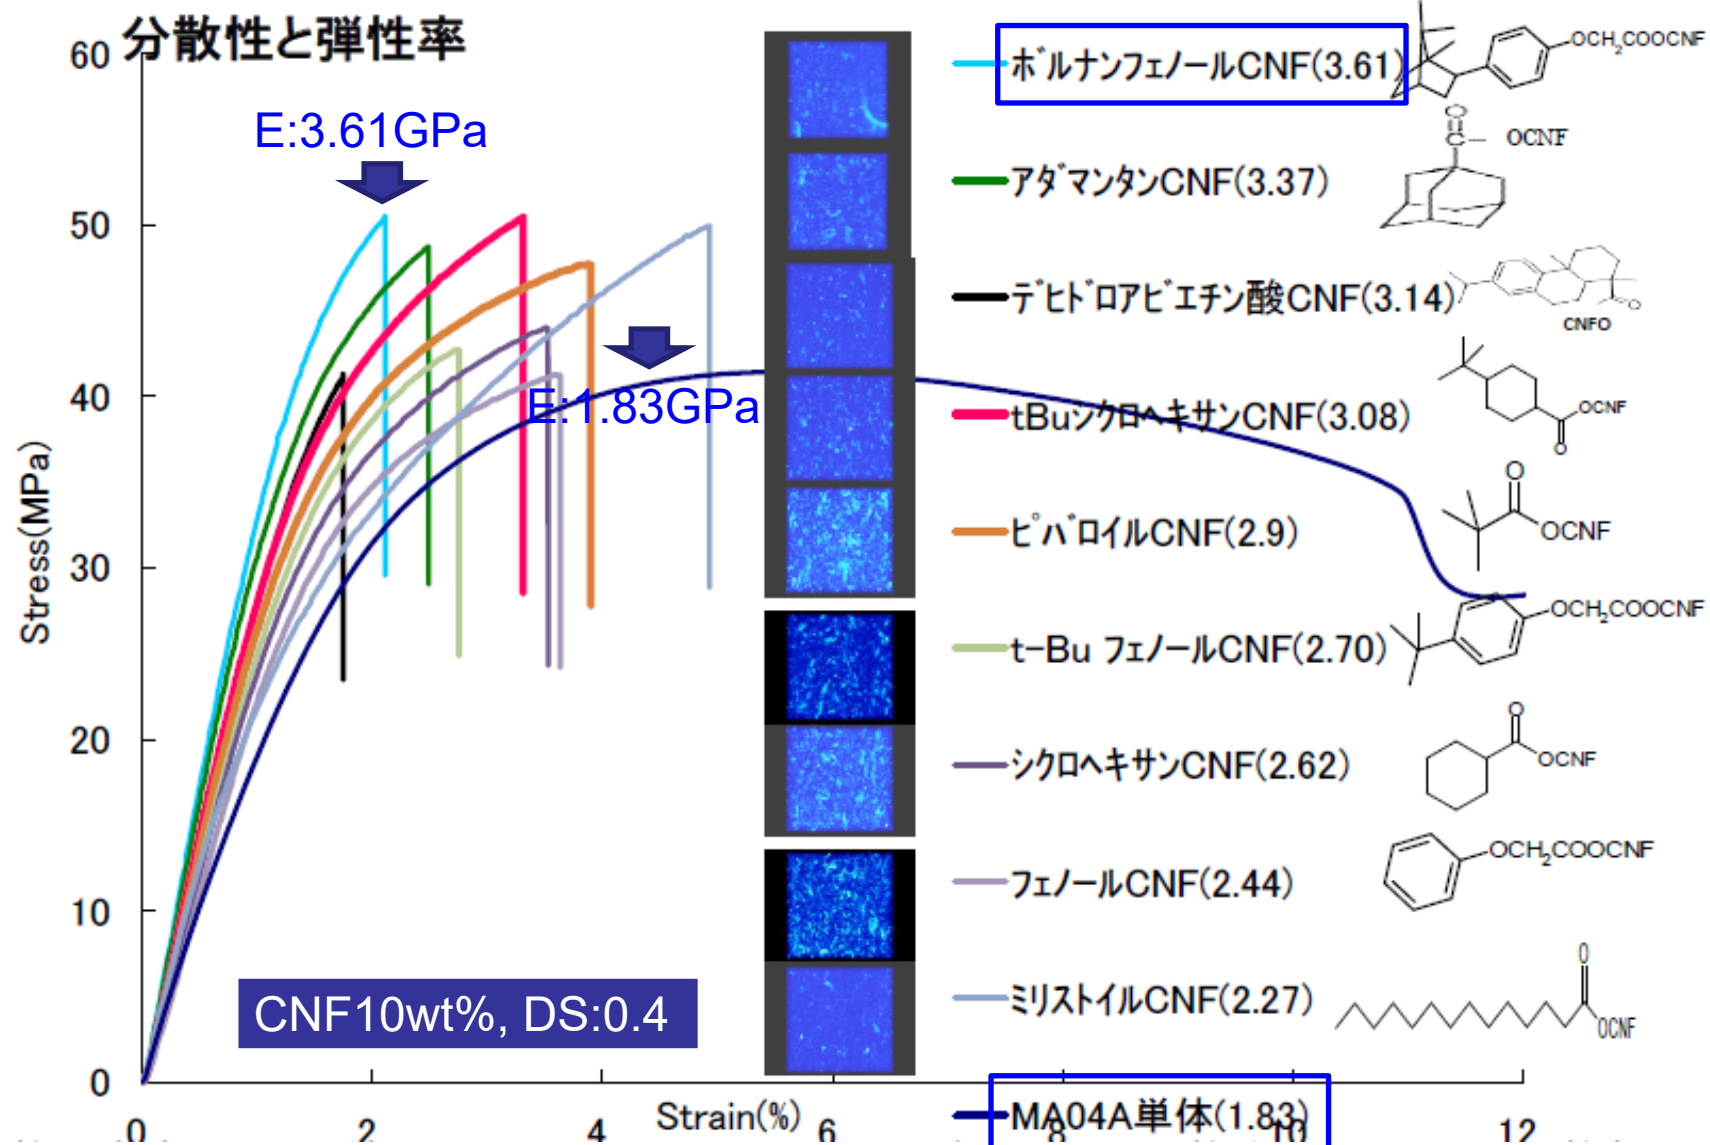 分散性と弾性率
60
50
40
30
20
10
0
Stress(MPa)
E:3.61GPa
E:1.83GPa
CNF10wt%, DS:0.4
0
2
4
6
8
10
12
Strain(%)
ボルナンフェノールCNF(3.61)
OCH2COOCNF
アダマンタンCNF(3.37)
O
C
OCNF
デヒドロアビエチン酸CNF(3.14)
O
CNFO
tBuシクロヘキサンCNF(3.08)
OCNF
O
ピバロイルCNF(2.9)
O
OCNF
t-Bu フェノールCNF(2.70)
OCH2COOCNF
シクロヘキサンCNF(2.62)
O
OCNF
フェノールCNF(2.44)
OCH2COOCNF
ミリストイルCNF(2.27)
O
OCNF
MA04A単体(1.83)